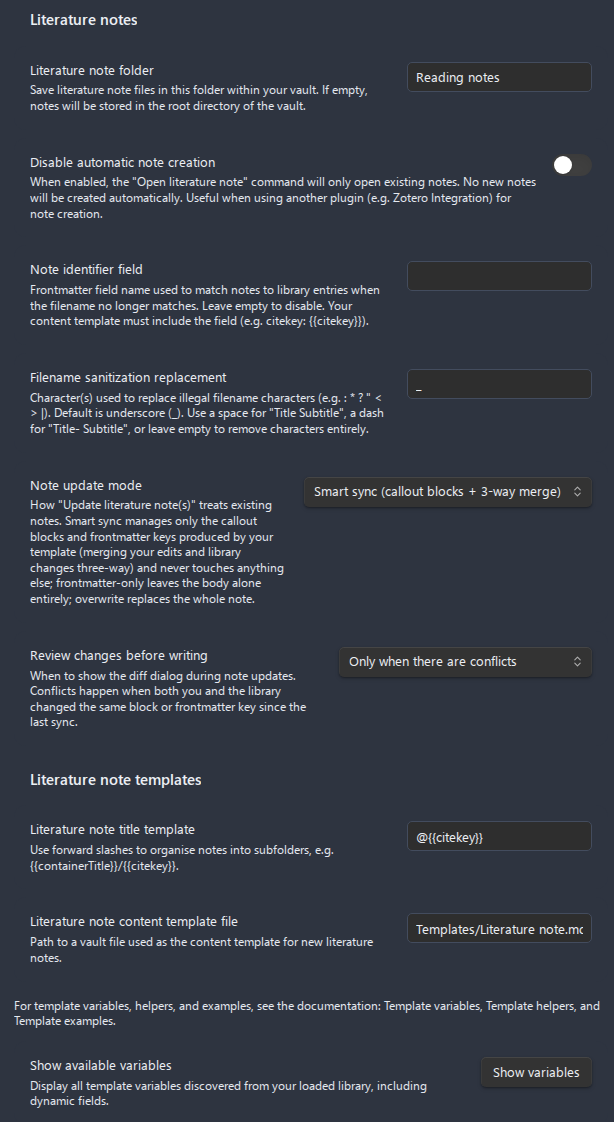 Literature notes
Literature note folder
Save literature note files in this folder within your vault. If empty,
notes will be stored in the root directory of the vault.
Reading notes
Disable automatic note creation
When enabled, the "Open literature note" command will only open existing notes. No new notes
will be created automatically. Useful when using another plugin (e.g. Zotero Integration) for
note creation.
Note identifier field
Frontmatter field name used to match notes to library entries when
the filename no longer matches. Leave empty to disable. Your
content template must include the field (e.g. citekey: {{citekey}}).
Filename sanitization replacement
Character(s) used to replace illegal filename characters (e.g. : * ? " <
> |). Default is underscore (_). Use a space for "Title Subtitle", a dash
for "Title- Subtitle", or leave empty to remove characters entirely.
_
Note update mode
How "Update literature note(s)" treats existing
notes. Smart sync manages only the callout
blocks and frontmatter keys produced by your
template (merging your edits and library
changes three-way) and never touches anything
else; frontmatter-only leaves the body alone
entirely; overwrite replaces the whole note.
Smart sync (callout blocks + 3-way merge)
Review changes before writing
When to show the diff dialog during note updates.
Conflicts happen when both you and the library
changed the same block or frontmatter key since the
last sync.
Only when there are conflicts
Literature note templates
Literature note title template
Use forward slashes to organise notes into subfolders, e.g.
{{containerTitle}}/{{citekey}}.
@{{citekey}}
Literature note content template file
Path to a vault file used as the content template for new literature
notes.
Templates/Literature note.mc
For template variables, helpers, and examples, see the documentation: Template variables, Template helpers, and
Template examples.
Show available variables
Display all template variables discovered from your loaded library, including
dynamic fields.
Show variables